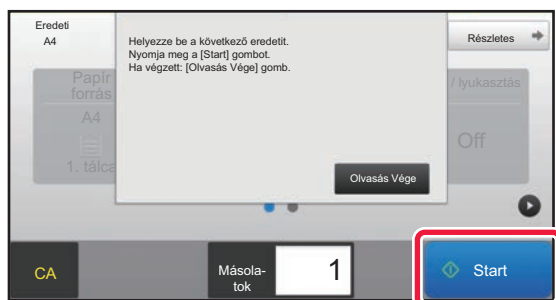 Eredeti
A4
Helyezze be a következő eredetit.
Nyomja meg a [Start] gombot.
Ha végzett: [Olvasás Vége] gomb.
Részletes
Papír
forrás
A4
1. tálca
/ lyukasztás
Off
Olvasás Vége
CA
Másola-
tok
1
Start